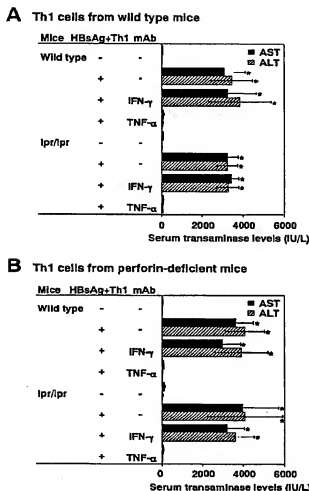 A Th1 cells from wild type mice
Mice HBsAg+Th1 mAb
AST
ALT
Wild type - -
+ -
+ IFN-γ
+ TNF-α
lpr/lpr - -
+ -
+ IFN-γ
+ TNF-α
0 2000 4000 6000
Serum transaminase levels (IU/L)
B Th1 cells from perforin-deficient mice
Mice HBsAg+Th1 mAb
AST
ALT
Wild type - -
+ -
+ IFN-γ
+ TNF-α
lpr/lpr - -
+ -
+ IFN-γ
+ TNF-α
0 2000 4000 6000
Serum transaminase levels (IU/L)